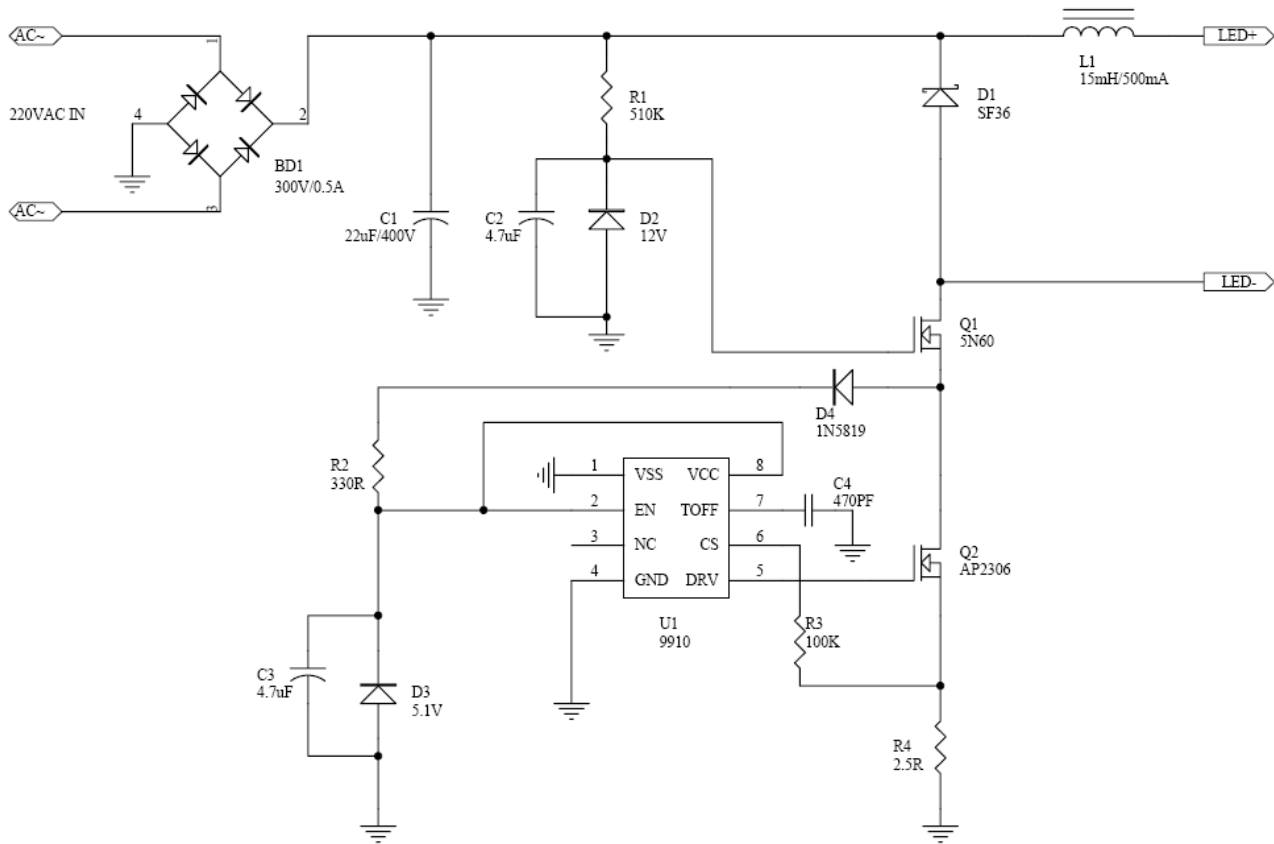 AC~
220VAC IN
AC~
1
4
2
3
BD1
300V/0.5A
C1
22uF/400V
C2
4.7uF
R1
510K
D2
12V
D1
SF36
L1
15mH/500mA
LED+
LED-
Q1
5N60
D4
1N5819
R2
330R
1
2
3
4
VSS
EN
NC
GND
VCC
TOFF
CS
DRV
8
7
6
5
U1
9910
C4
470PF
R3
100K
Q2
AP2306
C3
4.7uF
D3
5.1V
R4
2.5R